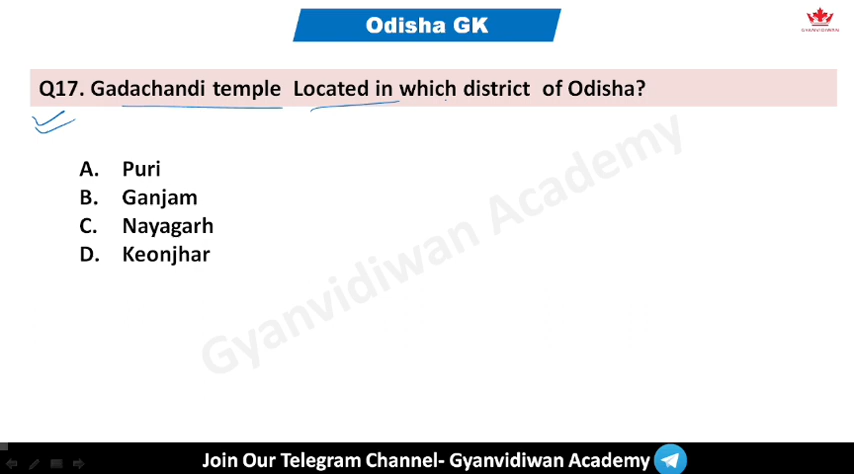 Odisha GK
GYANVIDIWAN
Q17. Gadachandi temple Located in which district of Odisha?
A. Puri
B. Ganjam
C. Nayagarh
D. Keonjhar
Gyanvidiwan Academy
Join Our Telegram Channel- Gyanvidiwan Academy